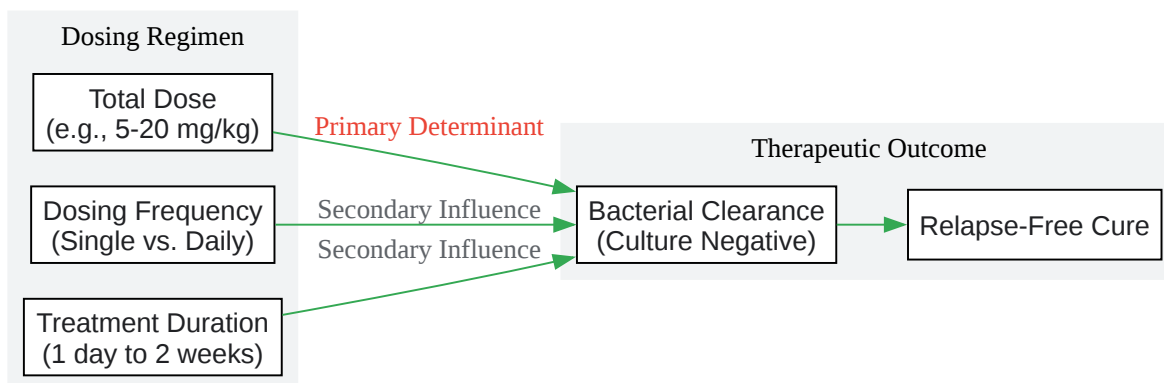 Dosing Regimen
Total Dose
(e.g., 5-20 mg/kg)
Primary Determinant
Therapeutic Outcome
Dosing Frequency
(Single vs. Daily)
Secondary Influence
Secondary Influence
Bacterial Clearance
(Culture Negative)
Relapse-Free Cure
Treatment Duration
(1 day to 2 weeks)